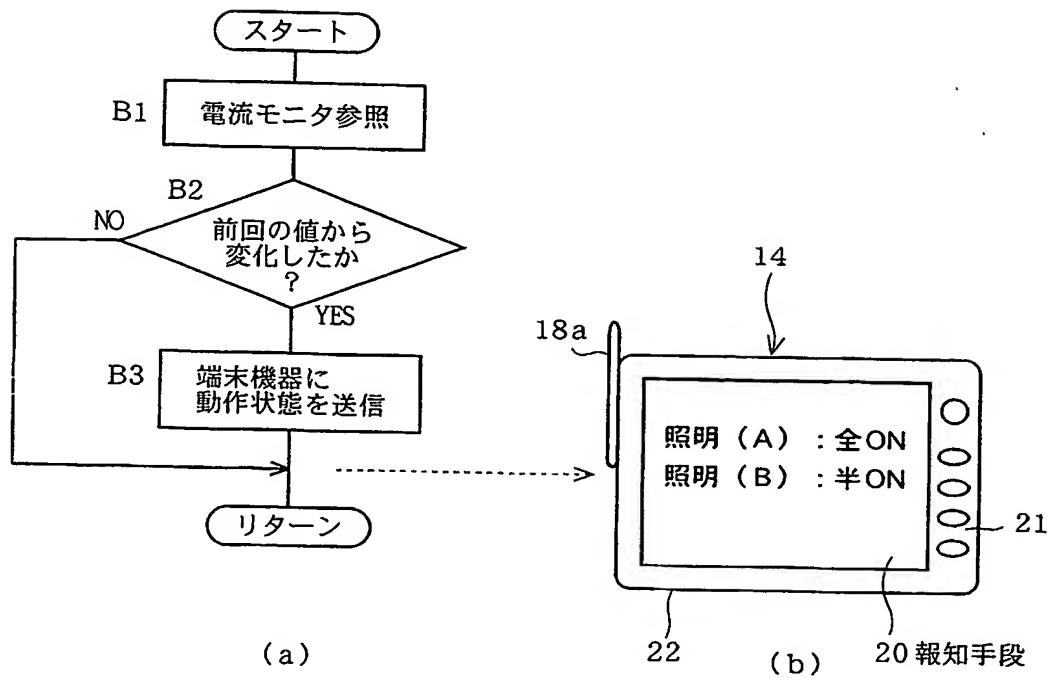 スタート
B1
電流モニタ参照
B2
NO
前回の値から
変化したか
?
YES
B3
端末機器に
動作状態を送信
リターン
(a)
14
18a
照明(A):全ON
照明(B):半ON
21
22
20 報知手段
(b)